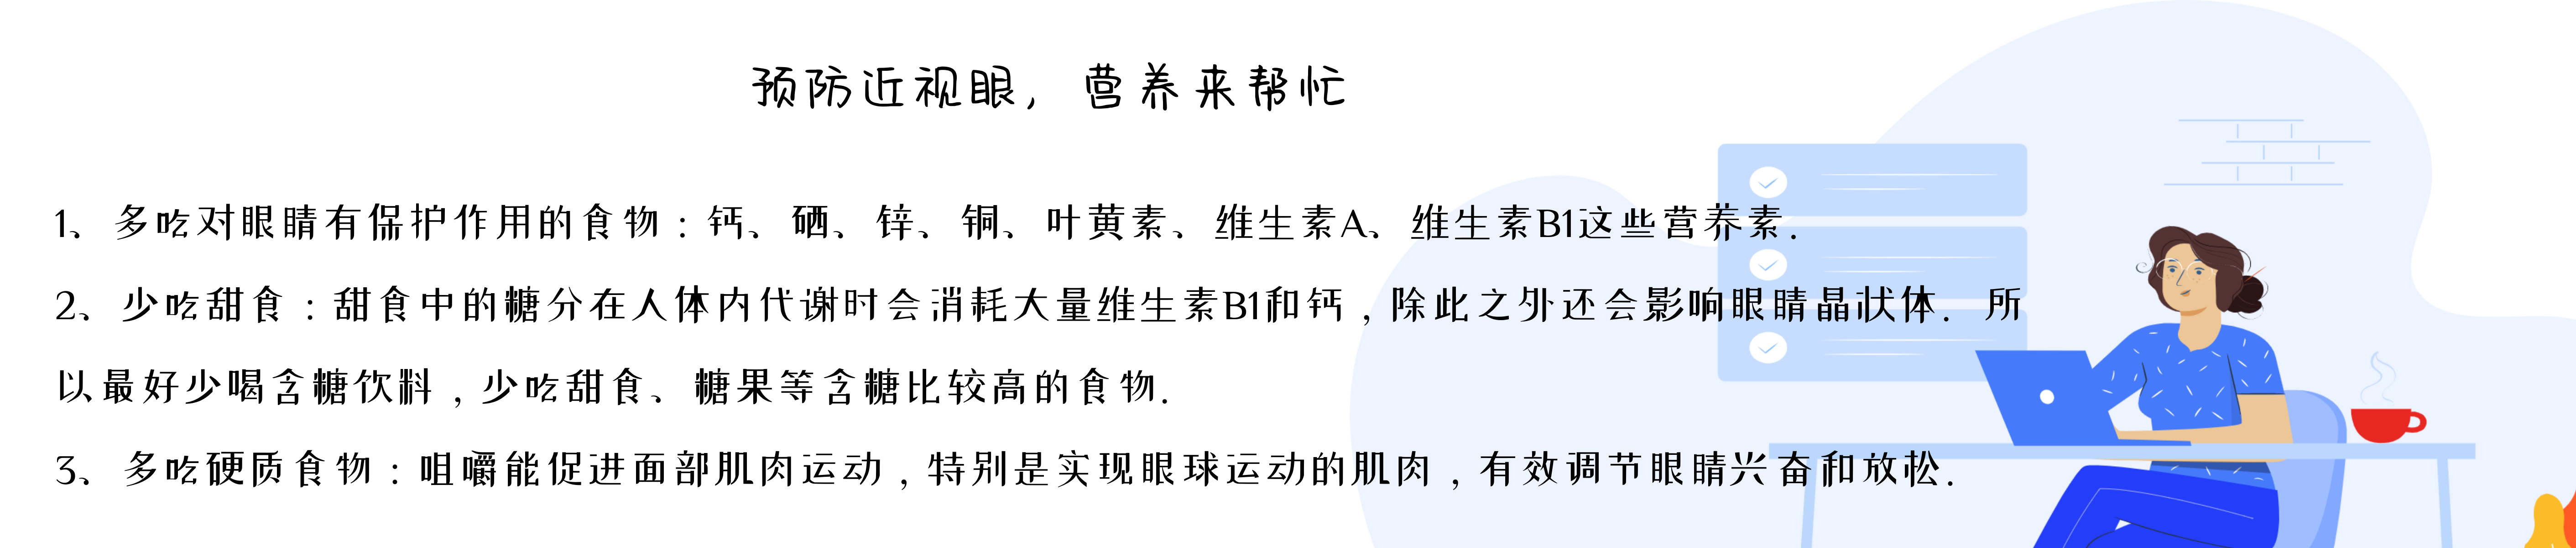 预防近视眼，营养来帮忙
1、多吃对眼睛有保护作用的食物：钙、硒、锌、铜、叶黄素、维生素A、维生素B1这些营养素.
2、少吃甜食：甜食中的糖分在人体内代谢时会消耗大量维生素B1和钙，除此之外还会影响眼睛晶状体. 所
以最好少喝含糖饮料，少吃甜食、糖果等含糖比较高的食物.
3、多吃硬质食物：咀嚼能促进面部肌肉运动，特别是实现眼球运动的肌肉，有效调节眼睛兴奋和放松.